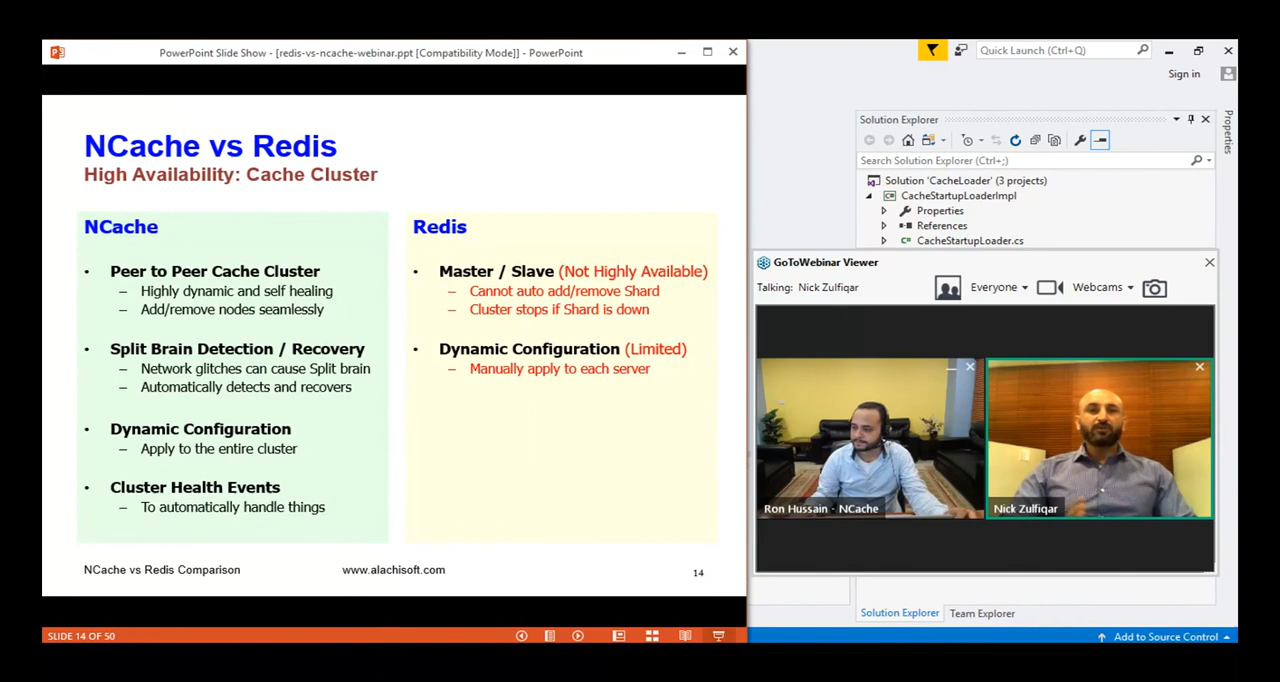 PowerPoint Slide Show - [redis-vs-ncache-webinar.ppt [Compatibility Mode]] - PowerPoint
NCache vs Redis
High Availability: Cache Cluster
NCache
• Peer to Peer Cache Cluster
– Highly dynamic and self healing
– Add/remove nodes seamlessly
• Split Brain Detection / Recovery
– Network glitches can cause Split brain
– Automatically detects and recovers
• Dynamic Configuration
– Apply to the entire cluster
• Cluster Health Events
– To automatically handle things
Redis
• Master / Slave (Not Highly Available)
– Cannot auto add/remove Shard
– Cluster stops if Shard is down
• Dynamic Configuration (Limited)
– Manually apply to each server
NCache vs Redis Comparison
www.alachisoft.com
14
SLIDE 14 OF 50
Quick Launch (Ctrl+Q)
Sign in
Solution Explorer
Search Solution Explorer (Ctrl+;)
Solution 'CacheLoader' (3 projects)
CacheStartupLoaderImpl
Properties
References
CacheStartupLoader.cs
Properties
GoToWebinar Viewer
Talking: Nick Zulfiqar
Everyone
Webcams
Ron Hussain - NCache
Nick Zulfiqar
Solution Explorer
Team Explorer
Add to Source Control